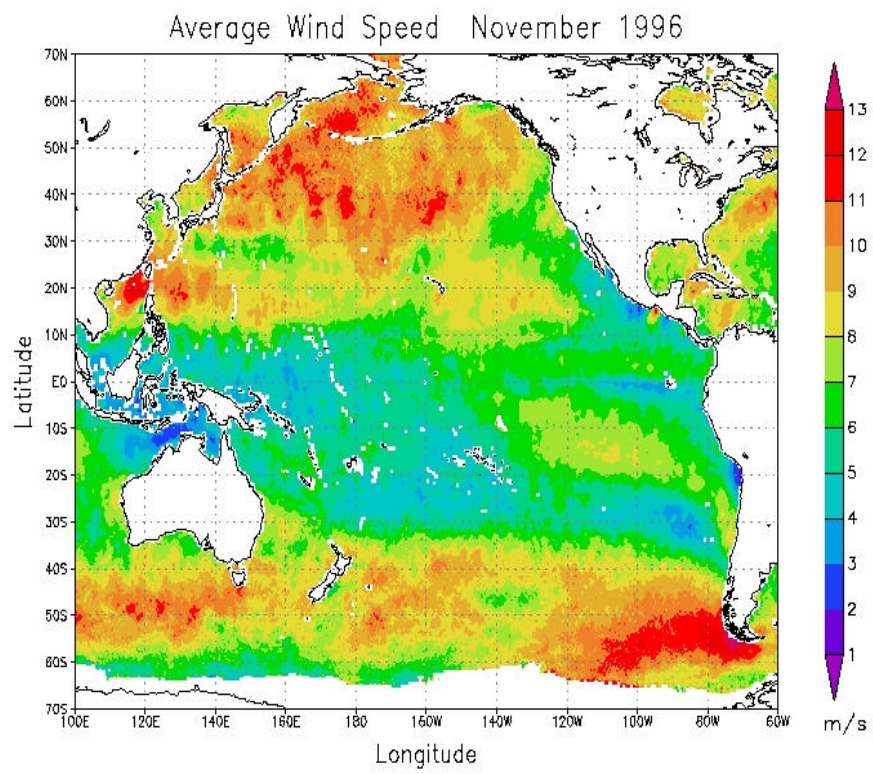 Average Wind Speed November 1996
70N
60N
50N
40N
30N
20N
10N
EQ
10S
20S
30S
40S
50S
60S
70S
Latitude
100E 120E 140E 160E 180 160W 140W 120W 100W 80W 60W
Longitude
13
12
11
10
9
8
7
6
5
4
3
2
1
m/s